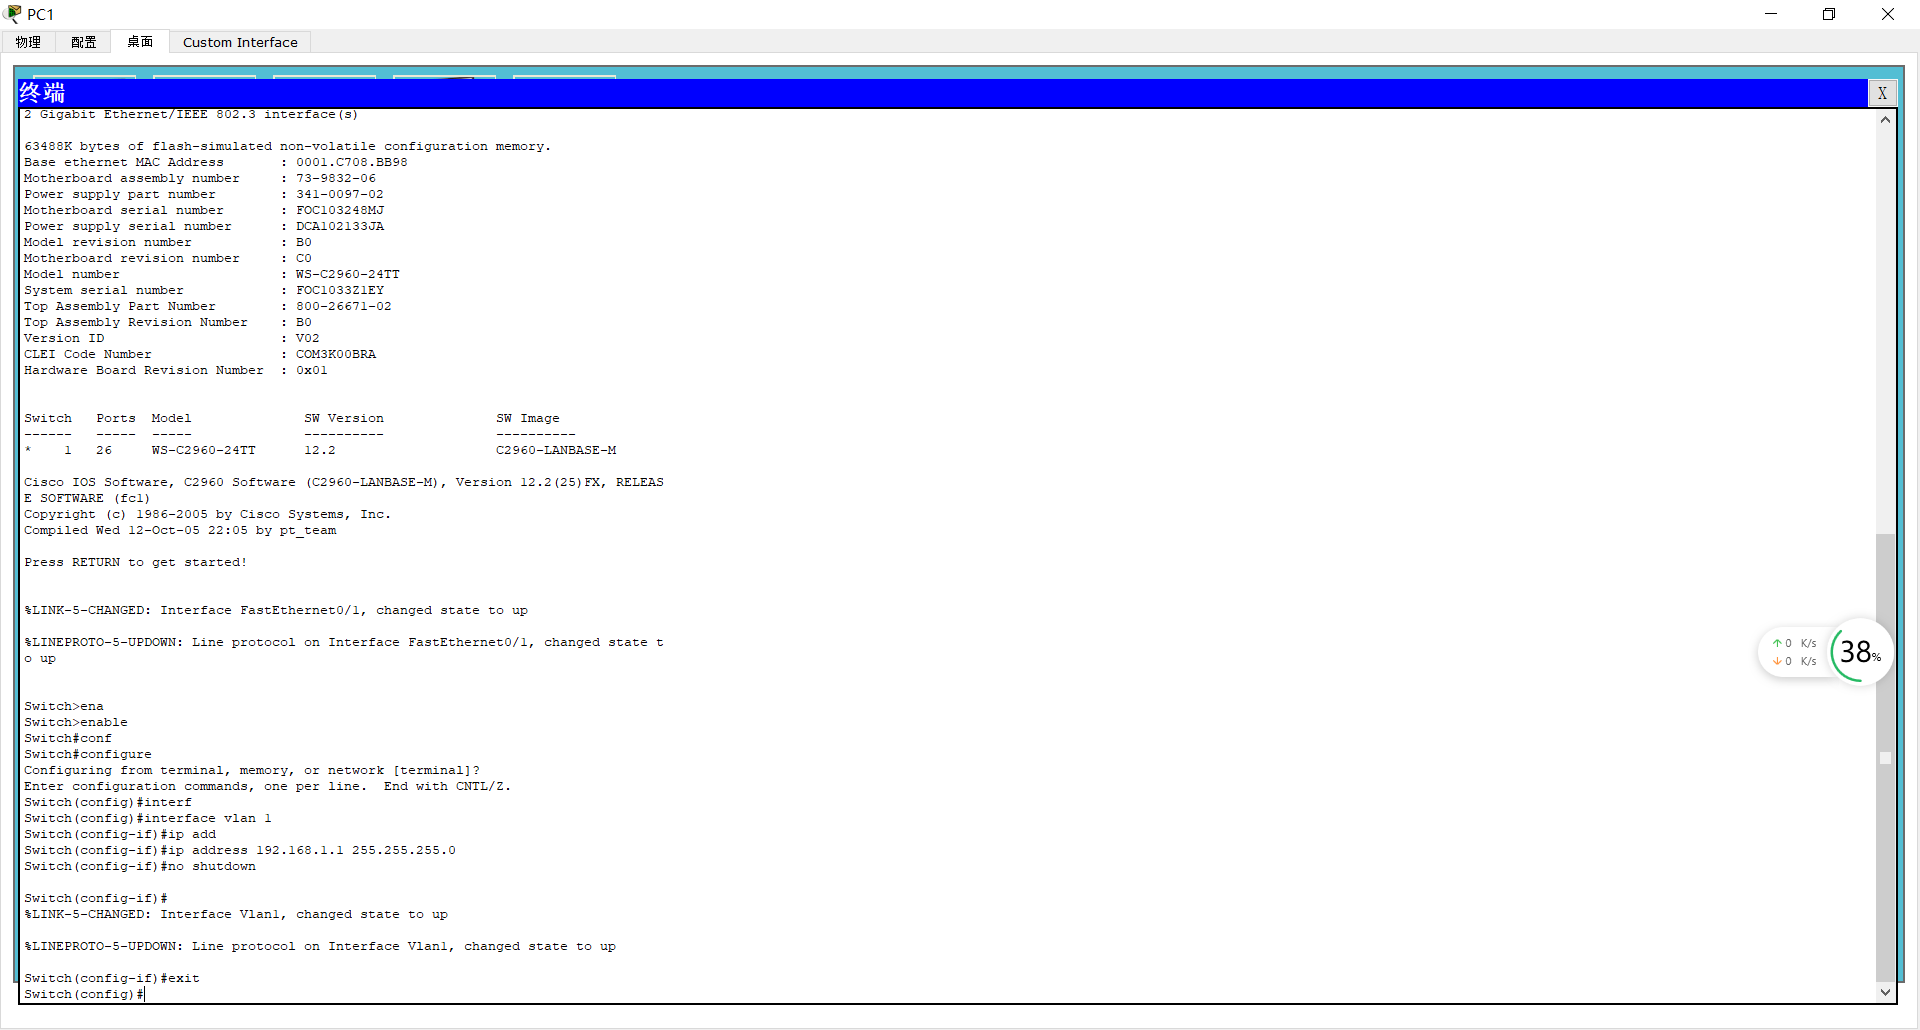 PC1
物理 配置 桌面 Custom Interface
终端 X
2 Gigabit Ethernet/IEEE 802.3 interface(s)
63488K bytes of flash-simulated non-volatile configuration memory.
Base ethernet MAC Address : 0001.C708.BB98
Motherboard assembly number : 73-9832-06
Power supply part number : 341-0097-02
Motherboard serial number : FOC103248MJ
Power supply serial number : DCA102133JA
Model revision number : B0
Motherboard revision number : C0
Model number : WS-C2960-24TT
System serial number : FOC1033Z1EY
Top Assembly Part Number : 800-26671-02
Top Assembly Revision Number : B0
Version ID : V02
CLEI Code Number : COM3K00BRA
Hardware Board Revision Number : 0x01
Switch Ports Model SW Version SW Image
------ ----- ----- ---------- ----------
* 1 26 WS-C2960-24TT 12.2 C2960-LANBASE-M
Cisco IOS Software, C2960 Software (C2960-LANBASE-M), Version 12.2(25)FX, RELEAS
E SOFTWARE (fc1)
Copyright (c) 1986-2005 by Cisco Systems, Inc.
Compiled Wed 12-Oct-05 22:05 by pt_team
Press RETURN to get started!
%LINK-5-CHANGED: Interface FastEthernet0/1, changed state to up
%LINEPROTO-5-UPDOWN: Line protocol on Interface FastEthernet0/1, changed state t
o up
↑ 0 K/s
↓ 0 K/s
38%
Switch>ena
Switch>enable
Switch#conf
Switch#configure
Configuring from terminal, memory, or network [terminal]?
Enter configuration commands, one per line. End with CNTL/Z.
Switch(config)#interf
Switch(config)#interface vlan 1
Switch(config-if)#ip add
Switch(config-if)#ip address 192.168.1.1 255.255.255.0
Switch(config-if)#no shutdown
Switch(config-if)#
%LINK-5-CHANGED: Interface Vlan1, changed state to up
%LINEPROTO-5-UPDOWN: Line protocol on Interface Vlan1, changed state to up
Switch(config-if)#exit
Switch(config)#